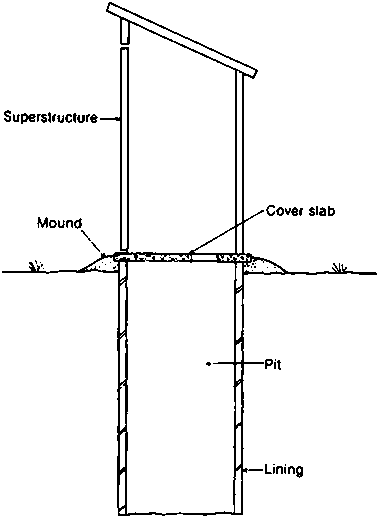 Superstructure
Cover slab
Mound
Pit
Lining